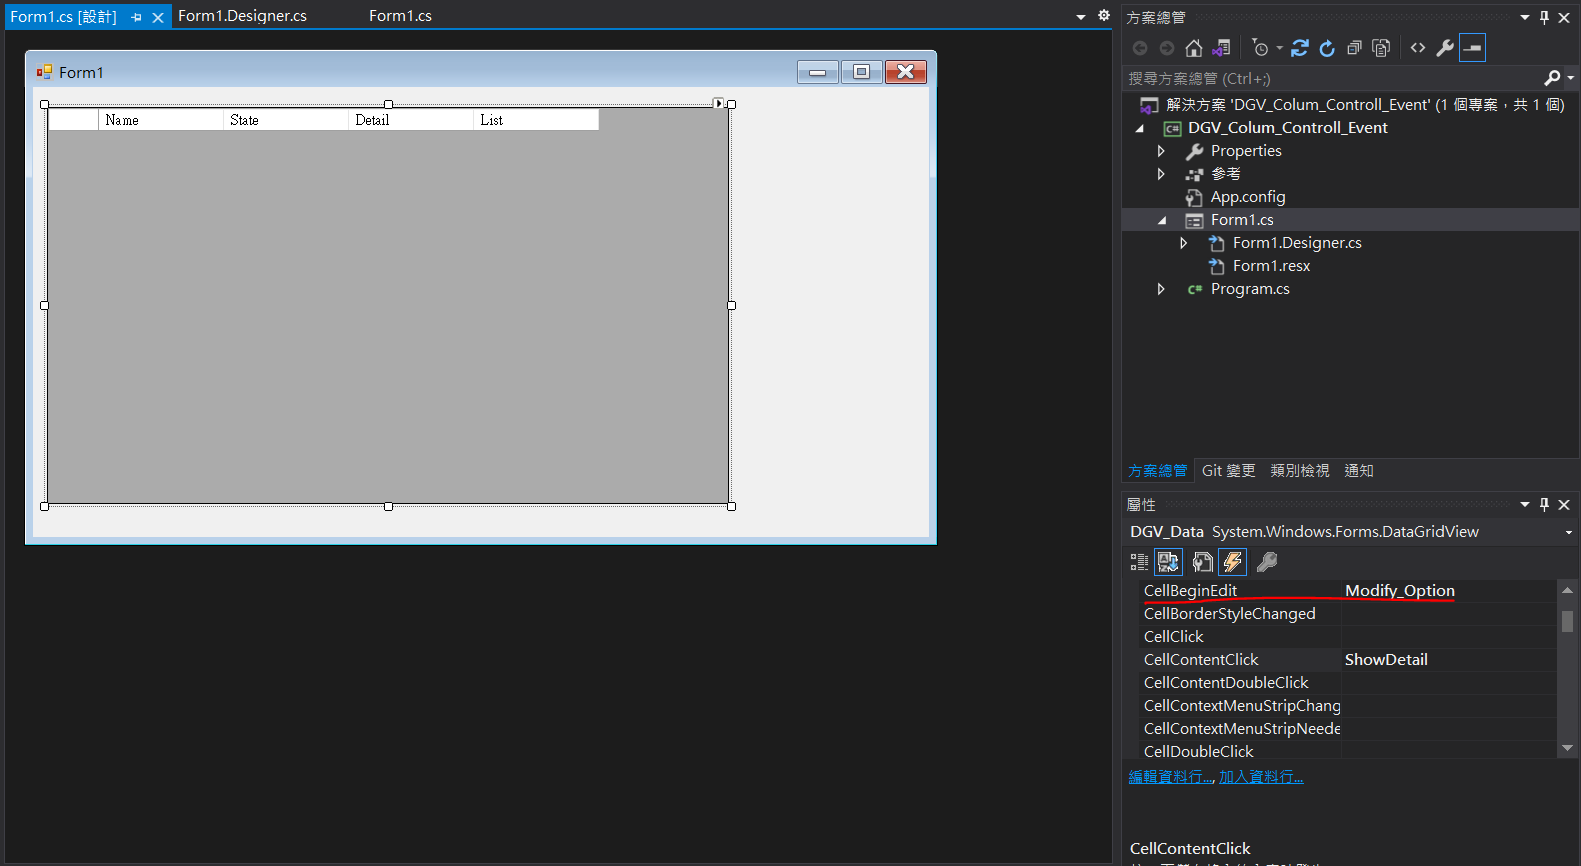 Form1.cs [設計]
Form1.Designer.cs
Form1.cs
Form1
Name
State
Detail
List
方案總管
搜尋方案總管 (Ctrl+;)
解決方案 'DGV_Colum_Controll_Event' (1 個專案，共 1 個)
C# DGV_Colum_Controll_Event
Properties
參考
App.config
Form1.cs
Form1.Designer.cs
Form1.resx
C# Program.cs
方案總管
Git 變更
類別檢視
通知
屬性
DGV_Data System.Windows.Forms.DataGridView
CellBeginEdit Modify_Option
CellBorderStyleChanged
CellClick
CellContentClick ShowDetail
CellContentDoubleClick
CellContextMenuStripChang
CellContextMenuStripNeede
CellDoubleClick
編輯資料行..., 加入資料行...
CellContentClick